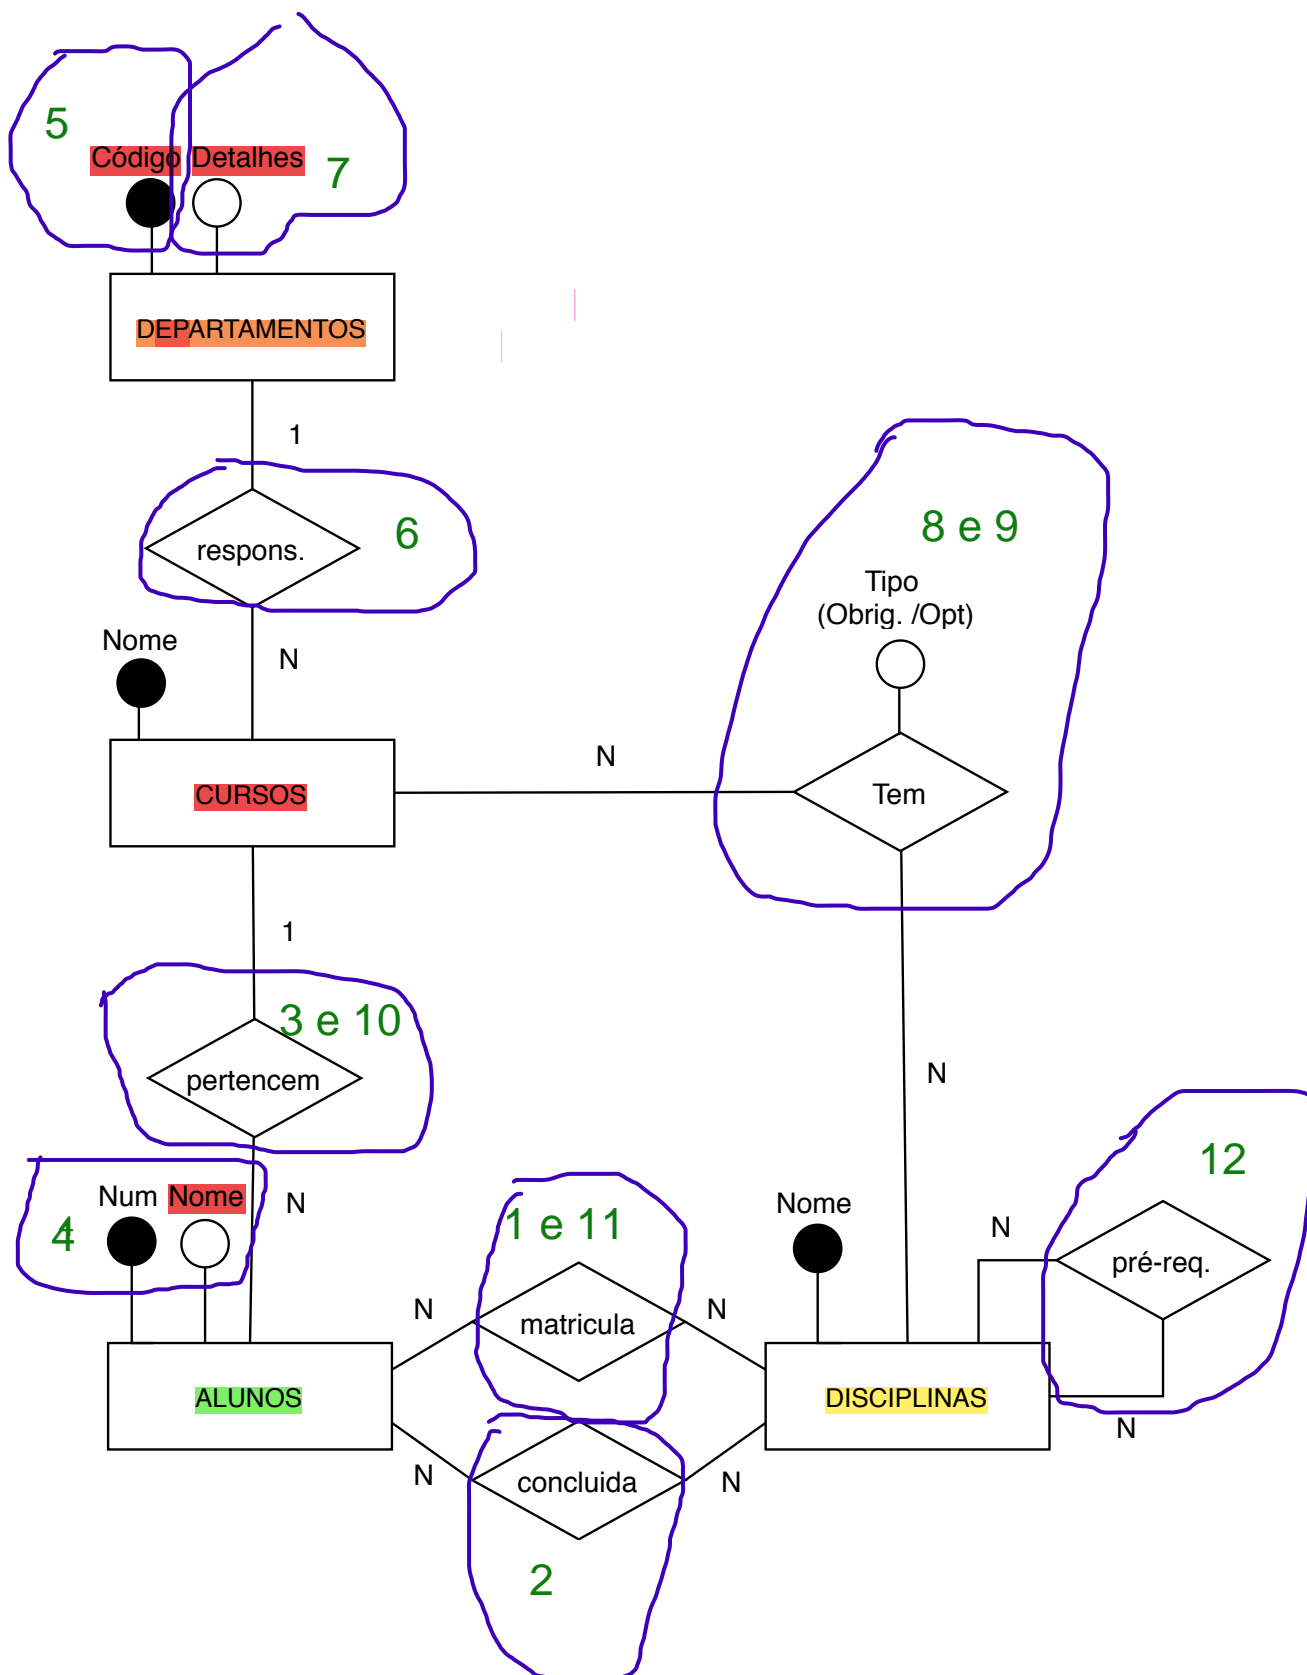 5
Código Detalhes
7
DEPARTAMENTOS
1
respons.
6
8 e 9
Tipo
(Obrig. /Opt)
Nome
N
N
CURSOS
Tem
1
3 e 10
pertencem
N
12
Num Nome
N
4
1 e 11
Nome
N
pré-req.
N
matricula
N
ALUNOS
DISCIPLINAS
N
N
concluida
N
2